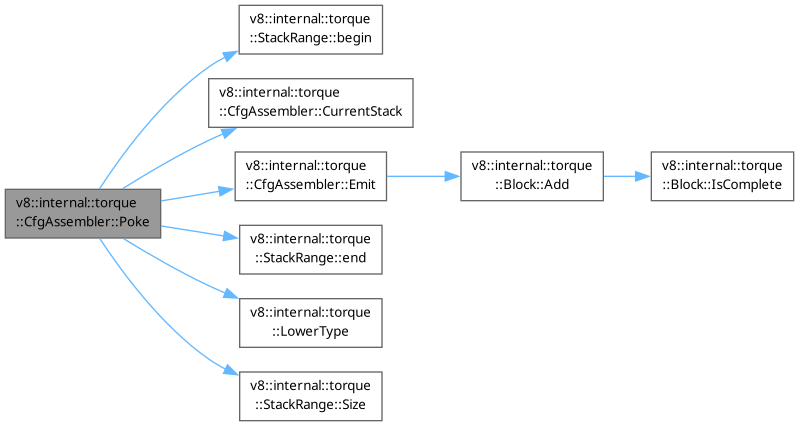 v8::internal::torque
::StackRange::begin
v8::internal::torque
::CfgAssembler::CurrentStack
v8::internal::torque
::CfgAssembler::Emit
v8::internal::torque
::Block::Add
v8::internal::torque
::Block::IsComplete
v8::internal::torque
::CfgAssembler::Poke
v8::internal::torque
::StackRange::end
v8::internal::torque
::LowerType
v8::internal::torque
::StackRange::Size